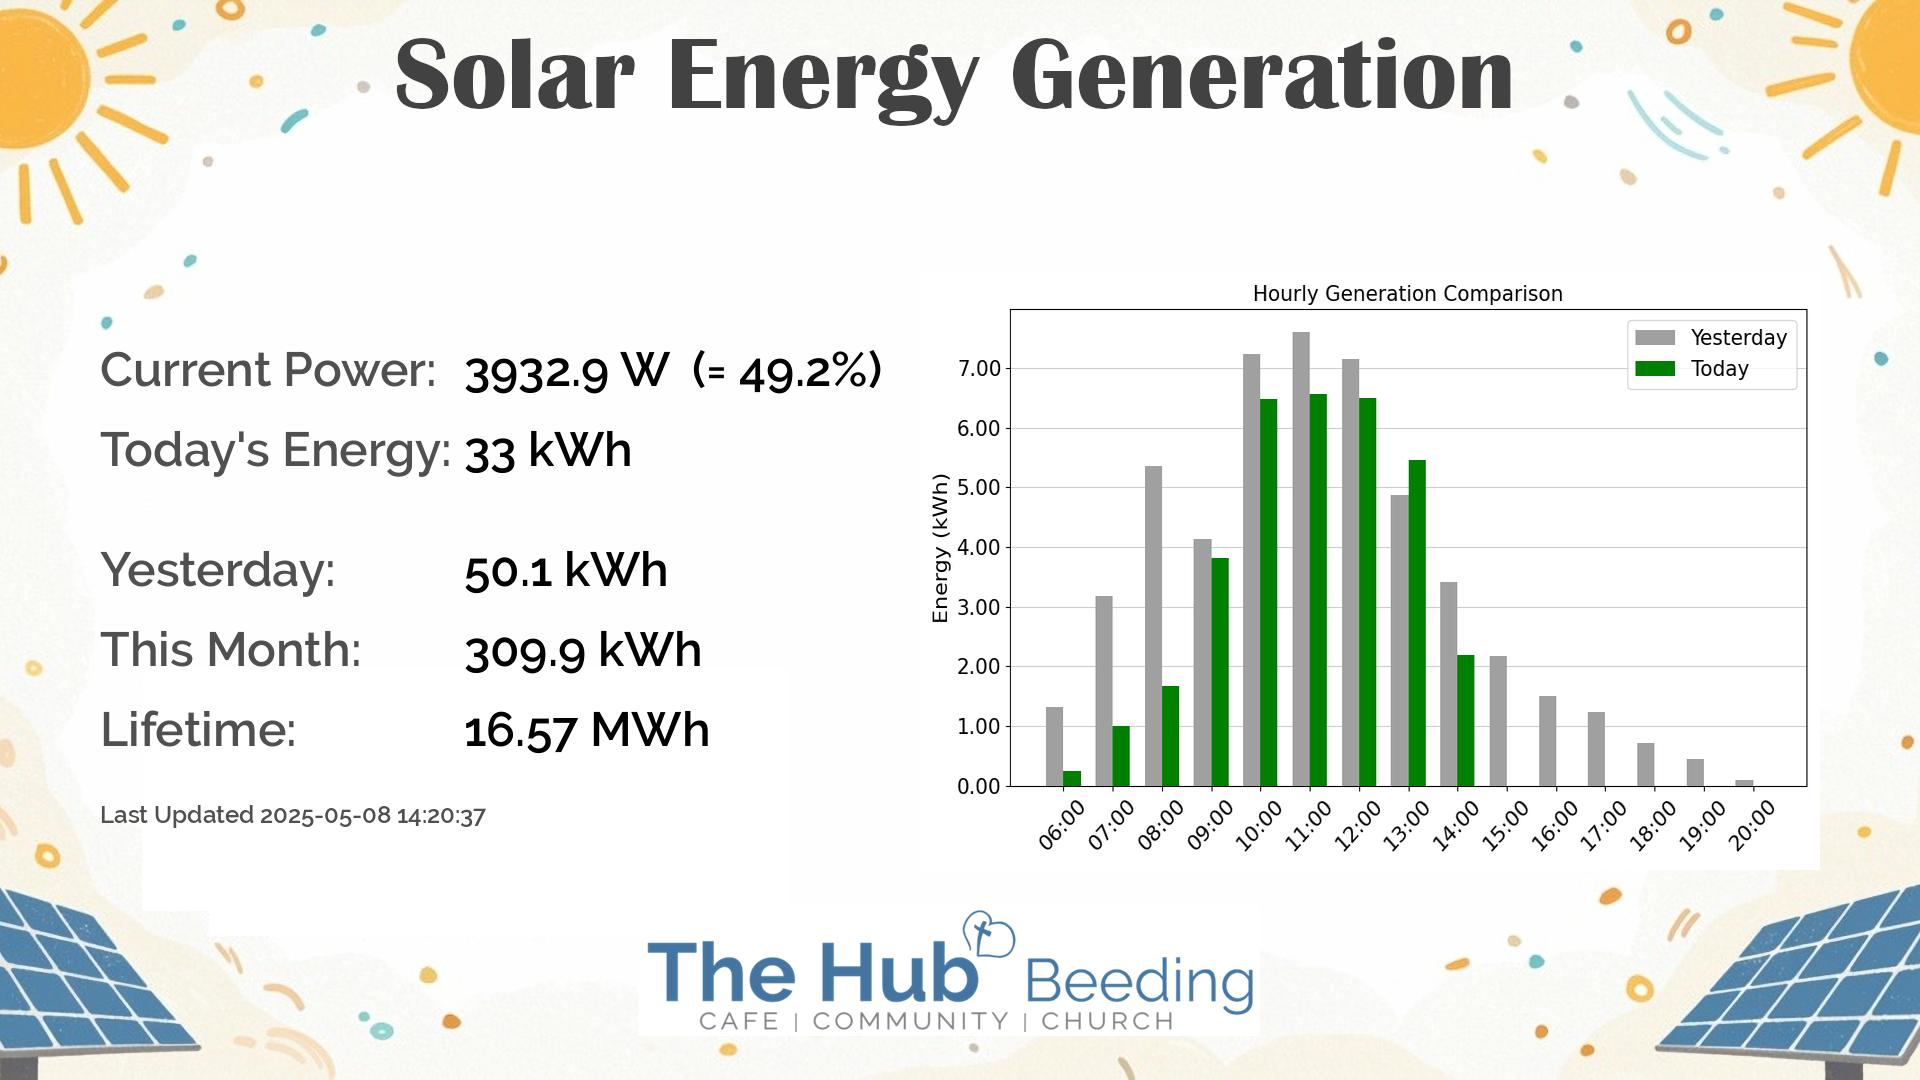 Solar Energy Generation
Current Power: 3932.9 W (= 49.2%)
Today's Energy: 33 kWh
Yesterday: 50.1 kWh
This Month: 309.9 kWh
Lifetime: 16.57 MWh
Last Updated 2025-05-08 14:20:37
Hourly Generation Comparison
Yesterday
Today
Energy (kWh)
7.00
6.00
5.00
4.00
3.00
2.00
1.00
0.00
06:00 07:00 08:00 09:00 10:00 11:00 12:00 13:00 14:00 15:00 16:00 17:00 18:00 19:00 20:00
The Hub Beeding
CAFE | COMMUNITY | CHURCH